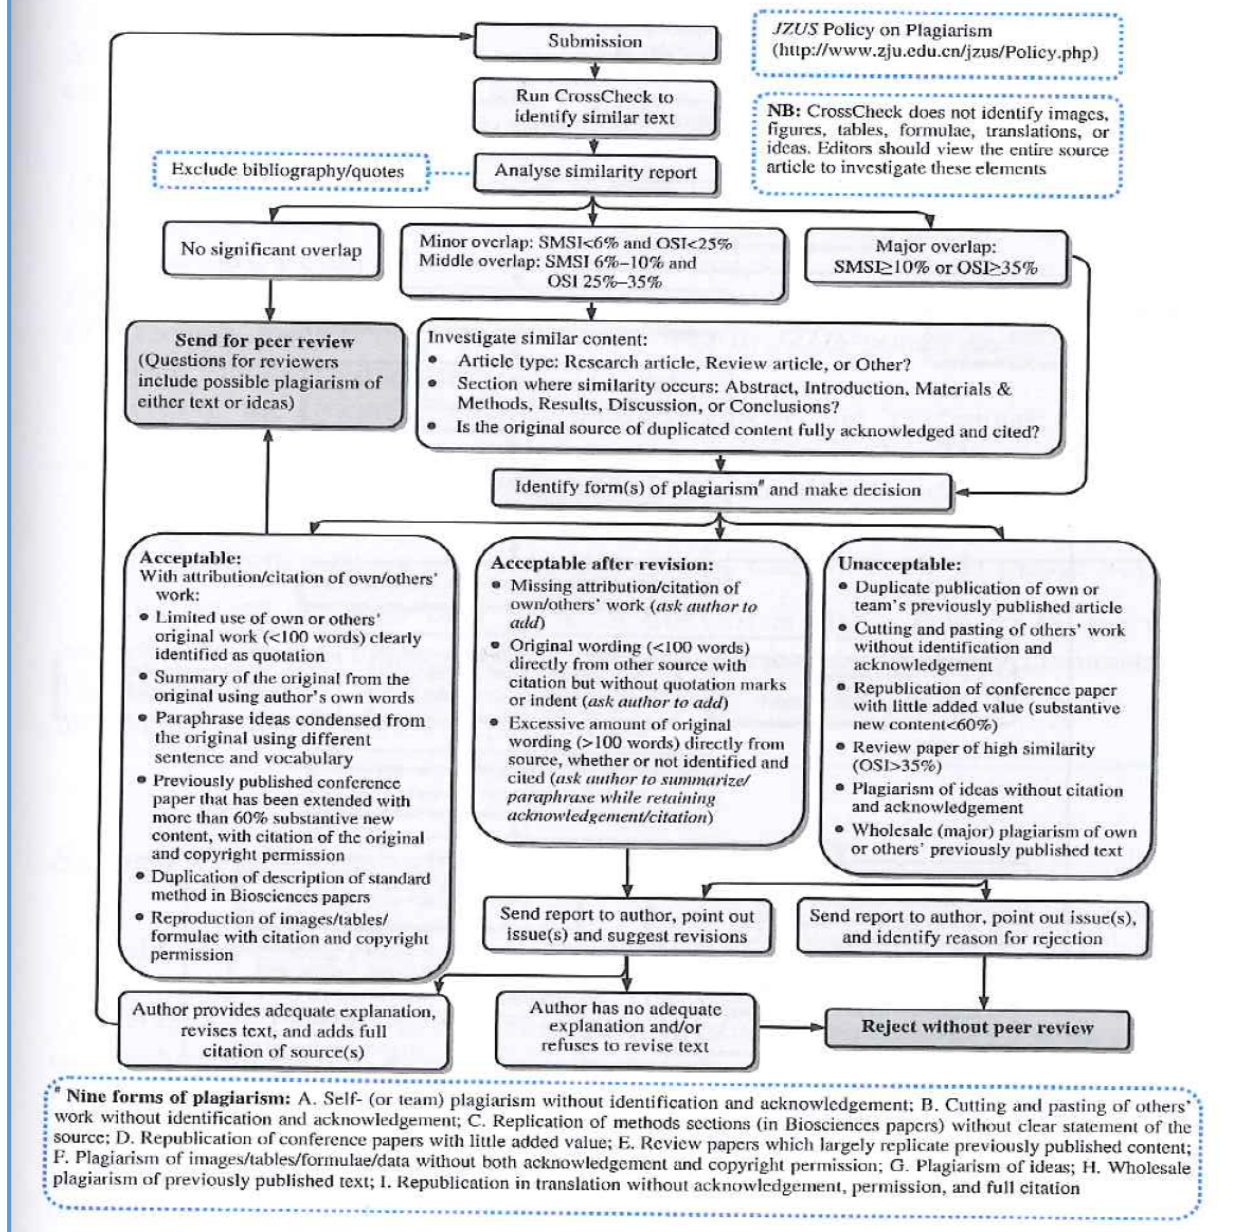 Submission
JZUS Policy on Plagiarism
(http://www.zju.edu.cn/jzus/Policy.php)
Run CrossCheck to
identify similar text
NB: CrossCheck does not identify images,
figures, tables, formulae, translations, or
ideas. Editors should view the entire source
article to investigate these elements
Exclude bibliography/quotes
Analyse similarity report
No significant overlap
Minor overlap: SMSI<6% and OSI<25%
Middle overlap: SMSI 6%–10% and
OSI 25%–35%
Major overlap:
SMSI≥10% or OSI≥35%
Send for peer review
(Questions for reviewers
include possible plagiarism of
either text or ideas)
Investigate similar content:
• Article type: Research article, Review article, or Other?
• Section where similarity occurs: Abstract, Introduction, Materials &
Methods, Results, Discussion, or Conclusions?
• Is the original source of duplicated content fully acknowledged and cited?
Identify form(s) of plagiarism# and make decision
Acceptable:
With attribution/citation of own/others'
work:
• Limited use of own or others'
original work (<100 words) clearly
identified as quotation
• Summary of the original from the
original using author's own words
• Paraphrase ideas condensed from
the original using different
sentence and vocabulary
• Previously published conference
paper that has been extended with
more than 60% substantive new
content, with citation of the original
and copyright permission
• Duplication of description of standard
method in Biosciences papers
• Reproduction of images/tables/
formulae with citation and copyright
permission
Acceptable after revision:
• Missing attribution/citation of
own/others' work (ask author to
add)
• Original wording (<100 words)
directly from other source with
citation but without quotation marks
or indent (ask author to add)
• Excessive amount of original
wording (>100 words) directly from
source, whether or not identified and
cited (ask author to summarize/
paraphrase while retaining
acknowledgement/citation)
Unacceptable:
• Duplicate publication of own or
team's previously published article
• Cutting and pasting of others' work
without identification and
acknowledgement
• Republication of conference paper
with little added value (substantive
new content<60%)
• Review paper of high similarity
(OSI>35%)
• Plagiarism of ideas without citation
and acknowledgement
• Wholesale (major) plagiarism of own
or others' previously published text
Send report to author, point out
issue(s) and suggest revisions
Send report to author, point out issue(s),
and identify reason for rejection
Author provides adequate explanation,
revises text, and adds full
citation of source(s)
Author has no adequate
explanation and/or
refuses to revise text
Reject without peer review
# Nine forms of plagiarism: A. Self- (or team) plagiarism without identification and acknowledgement; B. Cutting and pasting of others'
work without identification and acknowledgement; C. Replication of methods sections (in Biosciences papers) without clear statement of the
source; D. Republication of conference papers with little added value; E. Review papers which largely replicate previously published content;
F. Plagiarism of images/tables/formulae/data without both acknowledgement and copyright permission; G. Plagiarism of ideas; H. Wholesale
plagiarism of previously published text; I. Republication in translation without acknowledgement, permission, and full citation